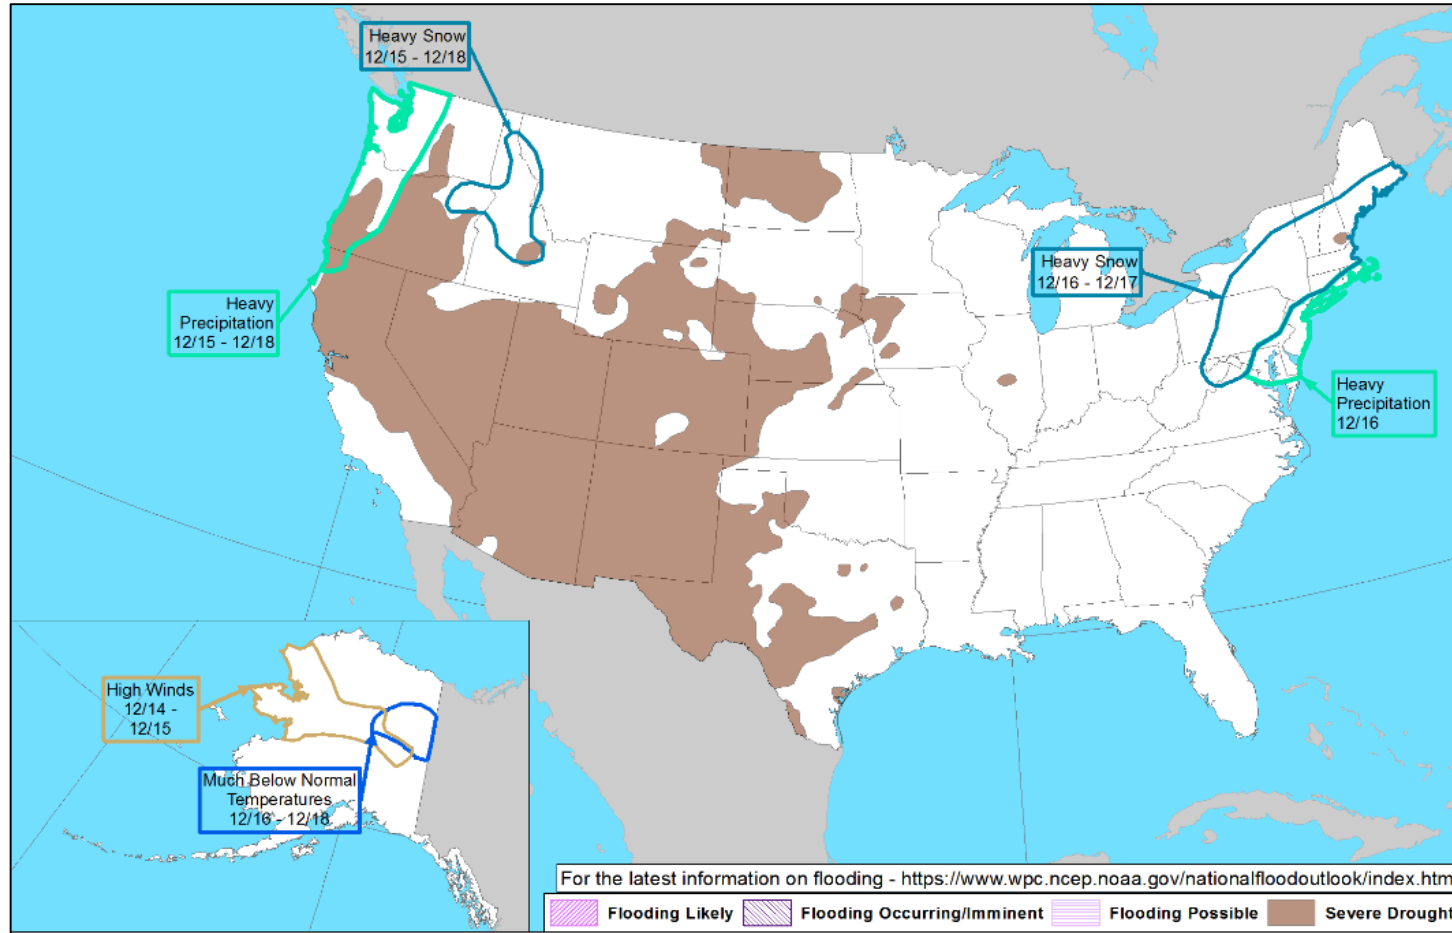 Heavy Snow
12/15 - 12/18
Heavy Snow
12/16 - 12/17
Heavy
Precipitation
12/15 - 12/18
Heavy
Precipitation
12/16
High Winds
12/14 -
12/15
Much Below Normal
Temperatures
12/16 - 12/18
For the latest information on flooding - https://www.wpc.ncep.noaa.gov/nationalfloodoutlook/index.htm
Flooding Likely
Flooding Occurring/Imminent
Flooding Possible
Severe Drought